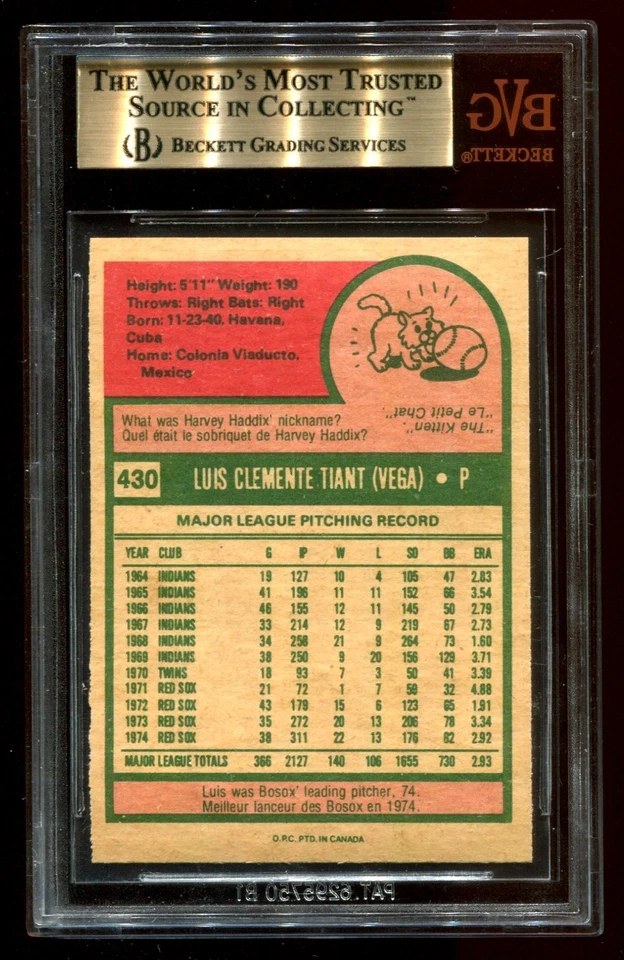 THE WORLD'S MOST TRUSTED
SOURCE IN COLLECTING™
(B) BECKETT GRADING SERVICES
BVG
BECKETT®
Height: 5'11" Weight: 190
Throws: Right Bats: Right
Born: 11-23-40, Havana,
Cuba
Home: Colonia Viaducto,
Mexico
What was Harvey Haddix' nickname?
Quel était le sobriquet de Harvey Haddix?
"The Kitten".
"Le Petit Chat".
430 LUIS CLEMENTE TIANT (VEGA) • P
MAJOR LEAGUE PITCHING RECORD
YEAR CLUB G IP W L SO BB ERA
1964 INDIANS 19 127 10 4 105 47 2.83
1965 INDIANS 41 196 11 11 152 66 3.54
1966 INDIANS 46 155 12 11 145 50 2.79
1967 INDIANS 33 214 12 9 219 67 2.73
1968 INDIANS 34 258 21 9 264 73 1.60
1969 INDIANS 38 250 9 20 156 129 3.71
1970 TWINS 18 93 7 3 50 41 3.39
1971 RED SOX 21 72 1 7 59 32 4.88
1972 RED SOX 43 179 15 6 123 65 1.91
1973 RED SOX 35 272 20 13 206 78 3.34
1974 RED SOX 38 311 22 13 176 82 2.92
MAJOR LEAGUE TOTALS 366 2127 140 106 1655 730 2.93
Luis was Bosox' leading pitcher, 74.
Meilleur lanceur des Bosox en 1974.
O.P.C. PTD. IN CANADA
PAT. 6295750 B1